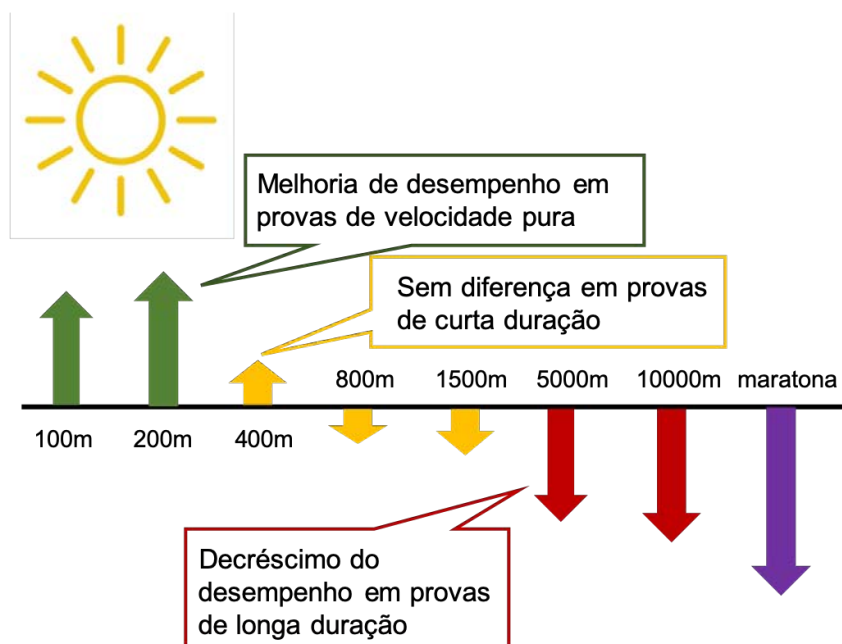 Melhoria de desempenho em
provas de velocidade pura
Sem diferença em provas
de curta duração
800m 1500m 5000m 10000m maratona
100m 200m 400m
Decréscimo do
desempenho em provas
de longa duração